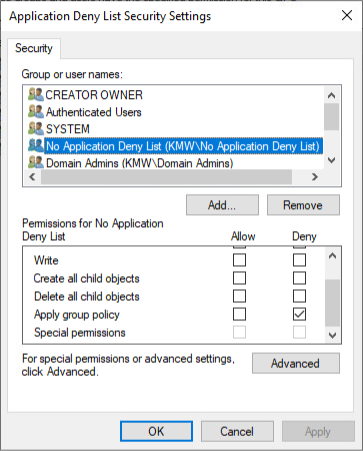 Application Deny List Security Settings
Security
Group or user names:
CREATOR OWNER
Authenticated Users
SYSTEM
No Application Deny List (KMW\No Application Deny List)
Domain Admins (KMW\Domain Admins)
Add...
Remove
Permissions for No Application
Deny List
Allow
Deny
Write
Create all child objects
Delete all child objects
Apply group policy
Special permissions
For special permissions or advanced settings,
click Advanced.
Advanced
OK
Cancel
Apply